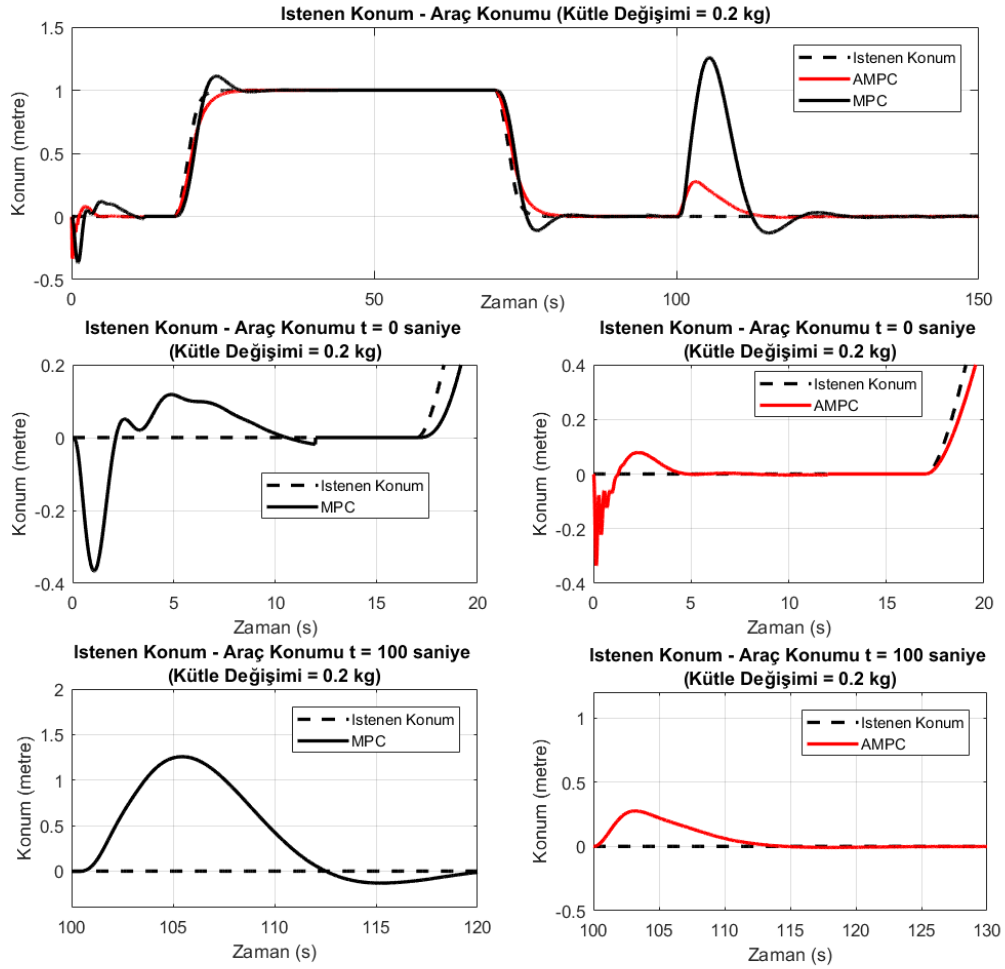 Istenen Konum - Araç Konumu (Kütle Değişimi = 0.2 kg)
1.5
1
0.5
0
-0.5
Konum (metre)
Istenen Konum
AMPC
MPC
0
50
100
150
Zaman (s)
Istenen Konum - Araç Konumu t = 0 saniye
(Kütle Değişimi = 0.2 kg)
0.2
0
-0.2
-0.4
Konum (metre)
Istenen Konum
MPC
0
5
10
15
20
Zaman (s)
Istenen Konum - Araç Konumu t = 0 saniye
(Kütle Değişimi = 0.2 kg)
0.4
0.2
0
-0.2
-0.4
Konum (metre)
Istenen Konum
AMPC
0
5
10
15
20
Zaman (s)
Istenen Konum - Araç Konumu t = 100 saniye
(Kütle Değişimi = 0.2 kg)
2
1.5
1
0.5
0
Konum (metre)
Istenen Konum
MPC
100
105
110
115
120
Zaman (s)
Istenen Konum - Araç Konumu t = 100 saniye
(Kütle Değişimi = 0.2 kg)
1
0.5
0
-0.5
Konum (metre)
Istenen Konum
AMPC
100
105
110
115
120
125
130
Zaman (s)